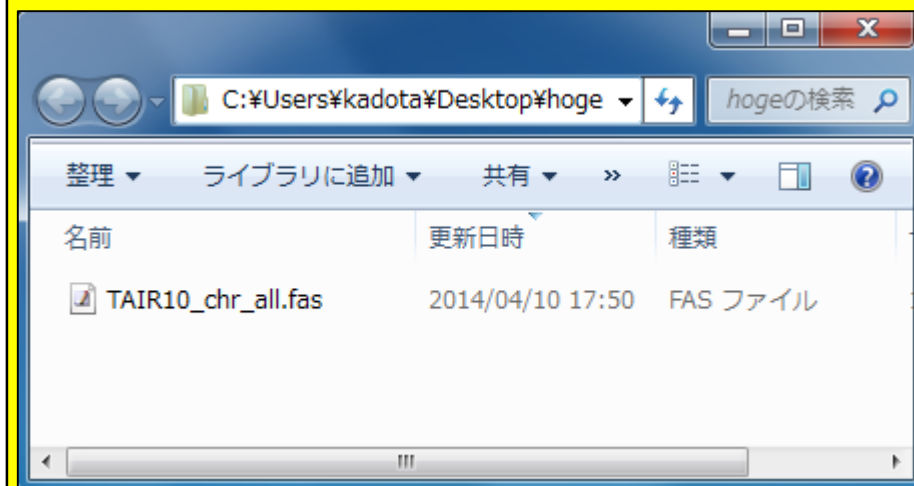 C:¥Users¥kadota¥Desktop¥hoge
hogeの検索
整理 ライブラリに追加 共有 »
名前 更新日時 種類
TAIR10_chr_all.fas 2014/04/10 17:50 FAS ファイル